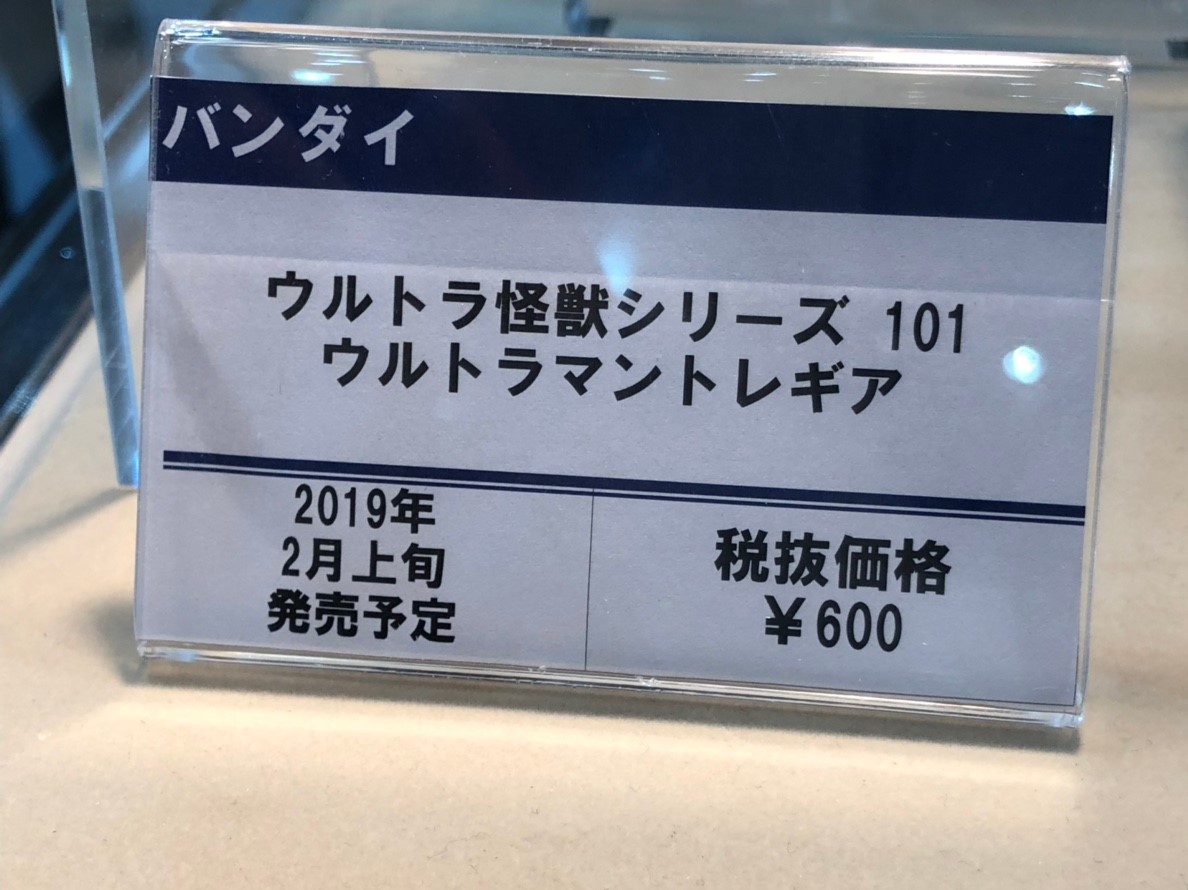 バンダイ
ウルトラ怪獣シリーズ 101
ウルトラマントレギア
2019年
2月上旬
発売予定
税抜価格
￥600